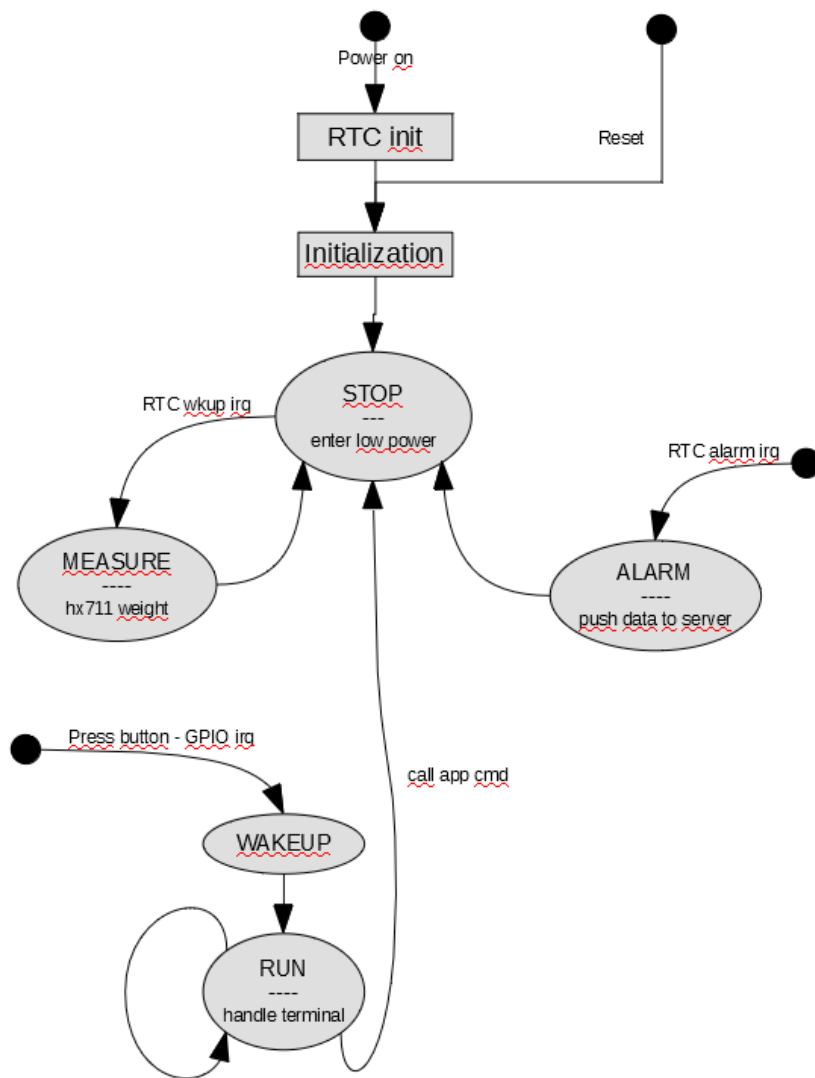 Power on
RTC init
Reset
Initialization
STOP
---
enter low power
RTC wkup irq
RTC alarm irq
MEASURE
----
hx711 weight
ALARM
----
push data to server
Press button - GPIO irq
call app cmd
WAKEUP
RUN
----
handle terminal